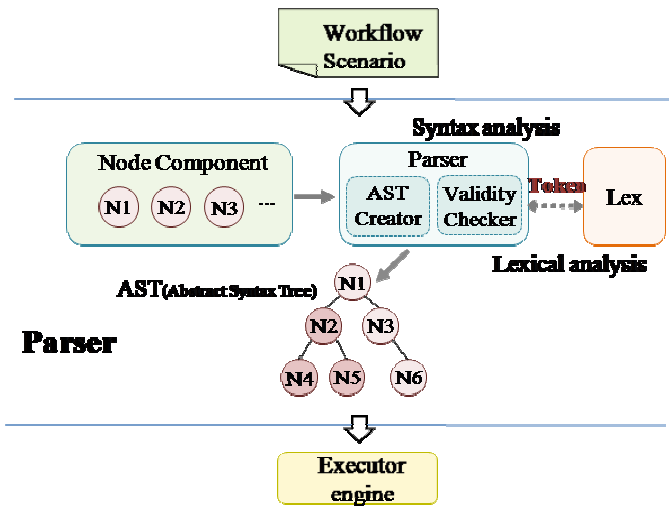 Workflow
Scenario
Syntax analysis
Node Component
N1 N2 N3 ...
Parser
AST
Creator
Validity
Checker
Token
Lex
Lexical analysis
AST(Abstract Syntax Tree)
N1
N2 N3
N4 N5 N6
Parser
Executor
engine